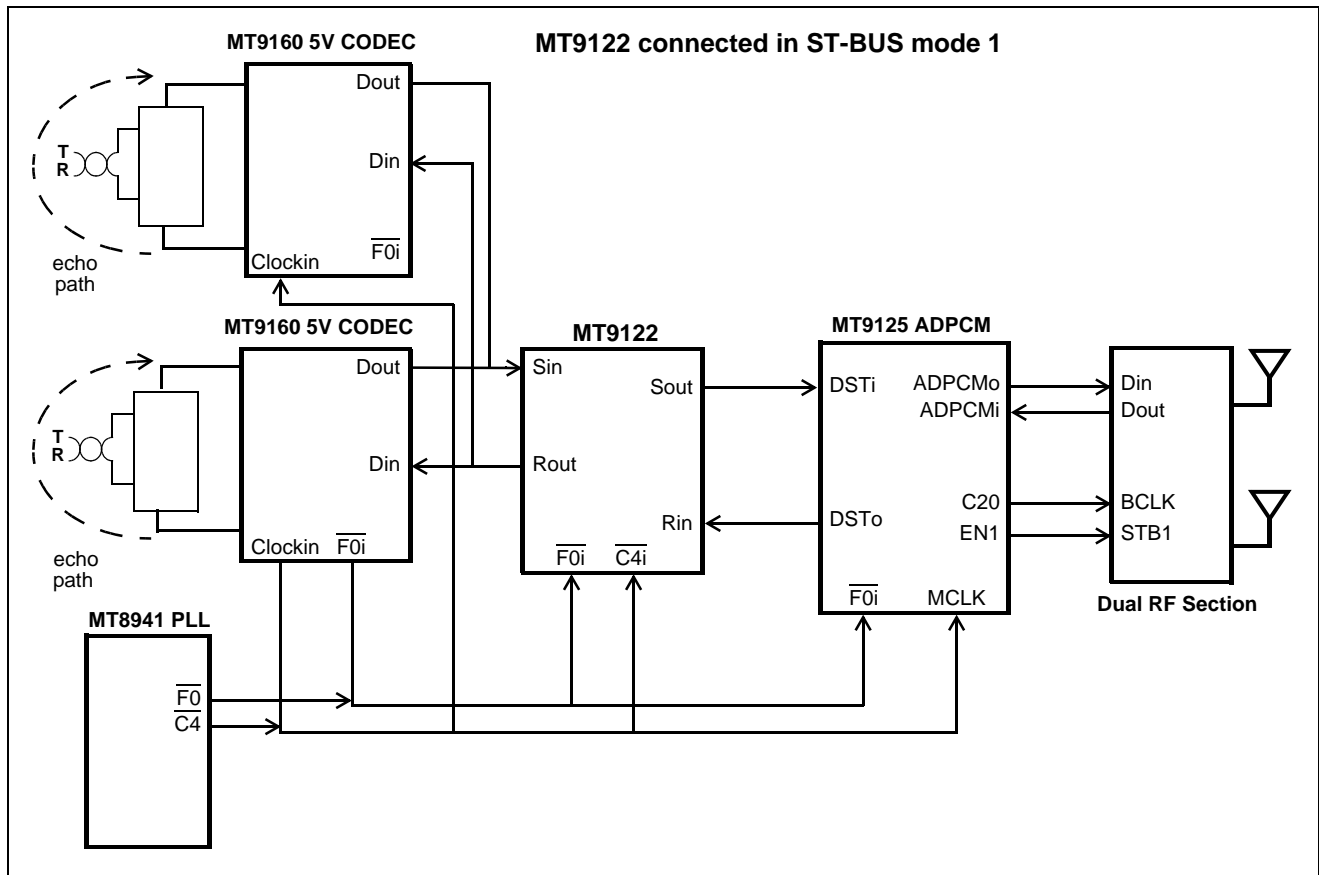 MT9160 5V CODEC
MT9122 connected in ST-BUS mode 1
Dout
Din
F0i
Clockin
T
R
echo
path
MT9160 5V CODEC
Dout
Din
Clockin F0i
T
R
echo
path
MT9122
Sin
Sout
Rout
Rin
F0i C4i
MT9125 ADPCM
DSTi
ADPCMo
ADPCMi
DSTo
C20
EN1
F0i MCLK
Din
Dout
BCLK
STB1
Dual RF Section
MT8941 PLL
F0
C4